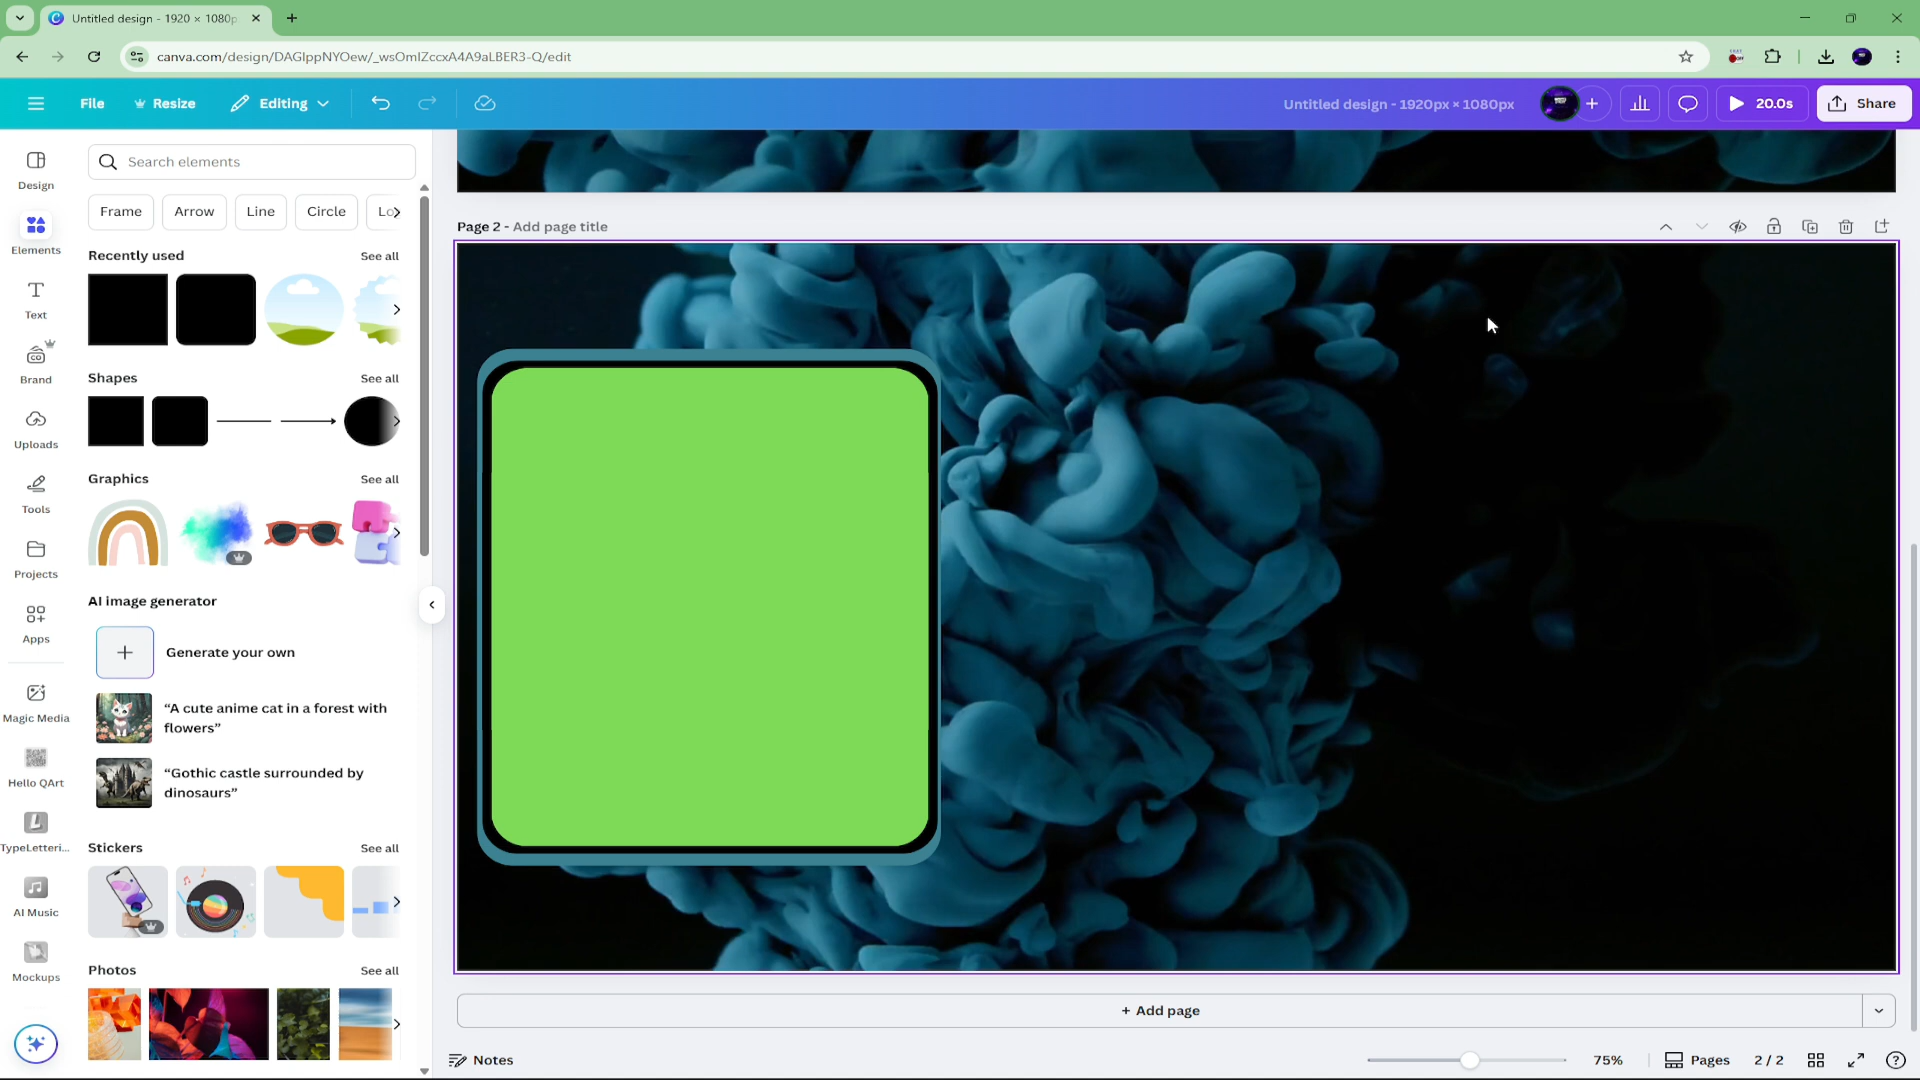 Untitled design - 1920 × 1080p
canva.com/design/DAGlppNYOew/_wsOmIZccxA4A9aLBER3-Q/edit
File
Resize
Editing
Untitled design - 1920px × 1080px
20.0s
Share
Design
Elements
Text
Brand
Uploads
Tools
Projects
Apps
Magic Media
Hello QArt
TypeLetteri...
AI Music
Mockups
Search elements
Frame
Arrow
Line
Circle
Lo
Recently used
See all
Shapes
See all
Graphics
See all
AI image generator
Generate your own
“A cute anime cat in a forest with
flowers”
“Gothic castle surrounded by
dinosaurs”
Stickers
See all
Photos
See all
Page 2 - Add page title
+ Add page
Notes
75%
Pages
2 / 2